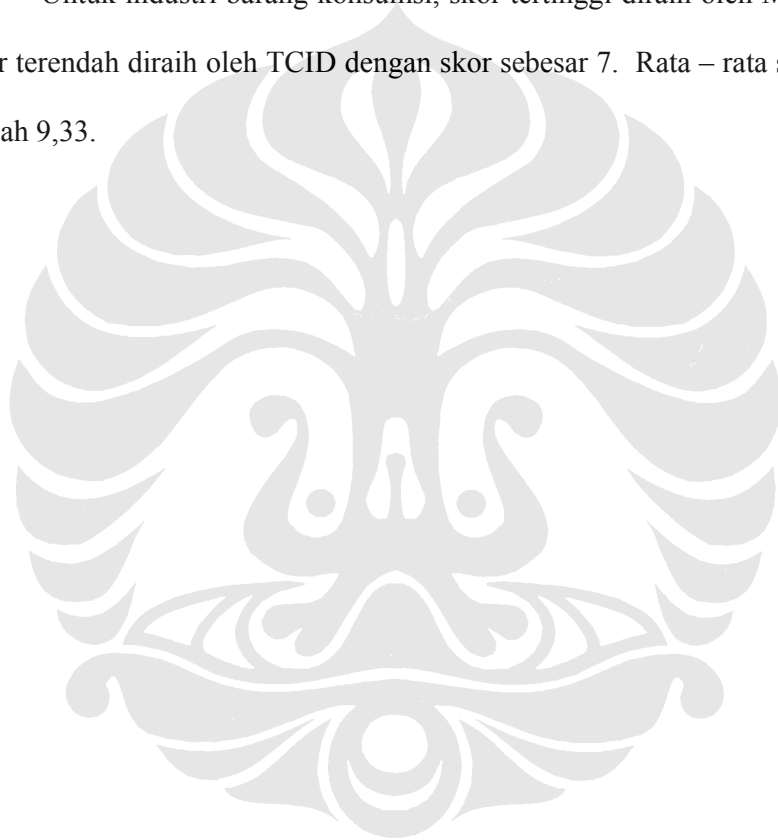 Untuk industri barang konsumsi, skor tertinggi diraih oleh
terendah diraih oleh TCID dengan skor sebesar 7. Rata – rata
9,33.